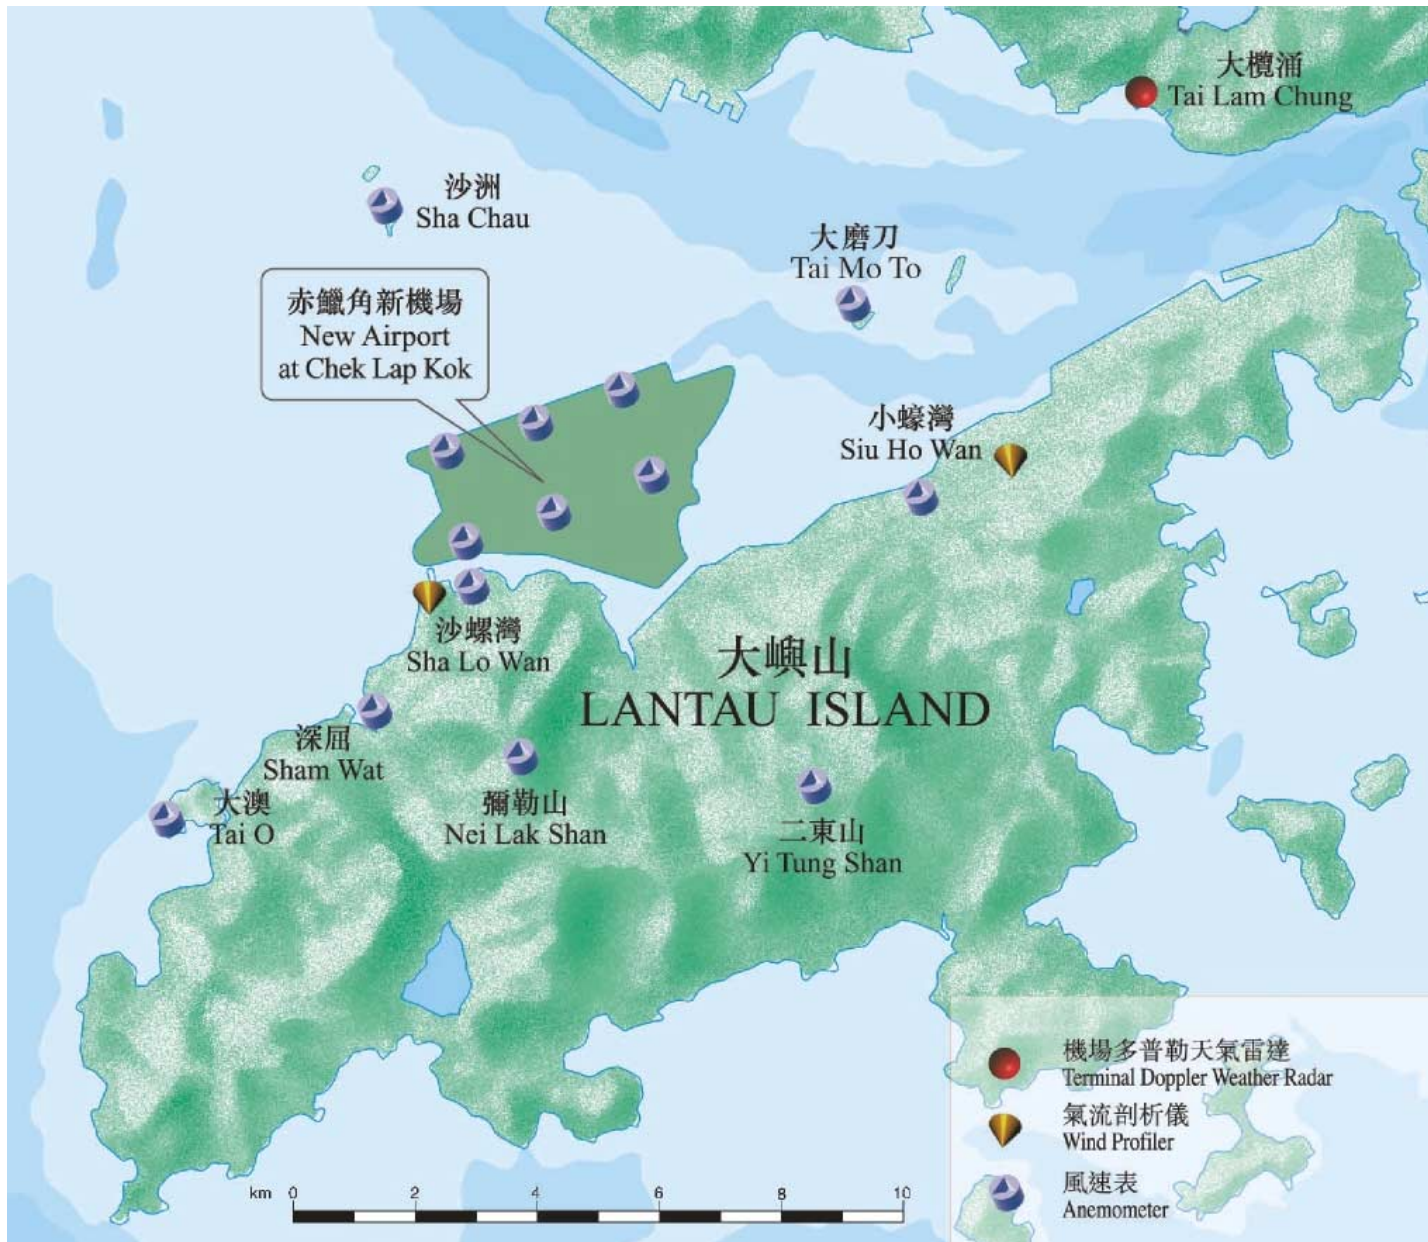 大欖涌
Tai Lam Chung
沙洲
Sha Chau
大磨刀
Tai Mo To
赤鱲角新機場
New Airport
at Chek Lap Kok
小蠔灣
Siu Ho Wan
沙螺灣
Sha Lo Wan
大嶼山
LANTAU ISLAND
深屈
Sham Wat
大澳
Tai O
彌勒山
Nei Lak Shan
二東山
Yi Tung Shan
機場多普勒天氣雷達
Terminal Doppler Weather Radar
氣流剖析儀
Wind Profiler
風速表
Anemometer
km 0 2 4 6 8 10